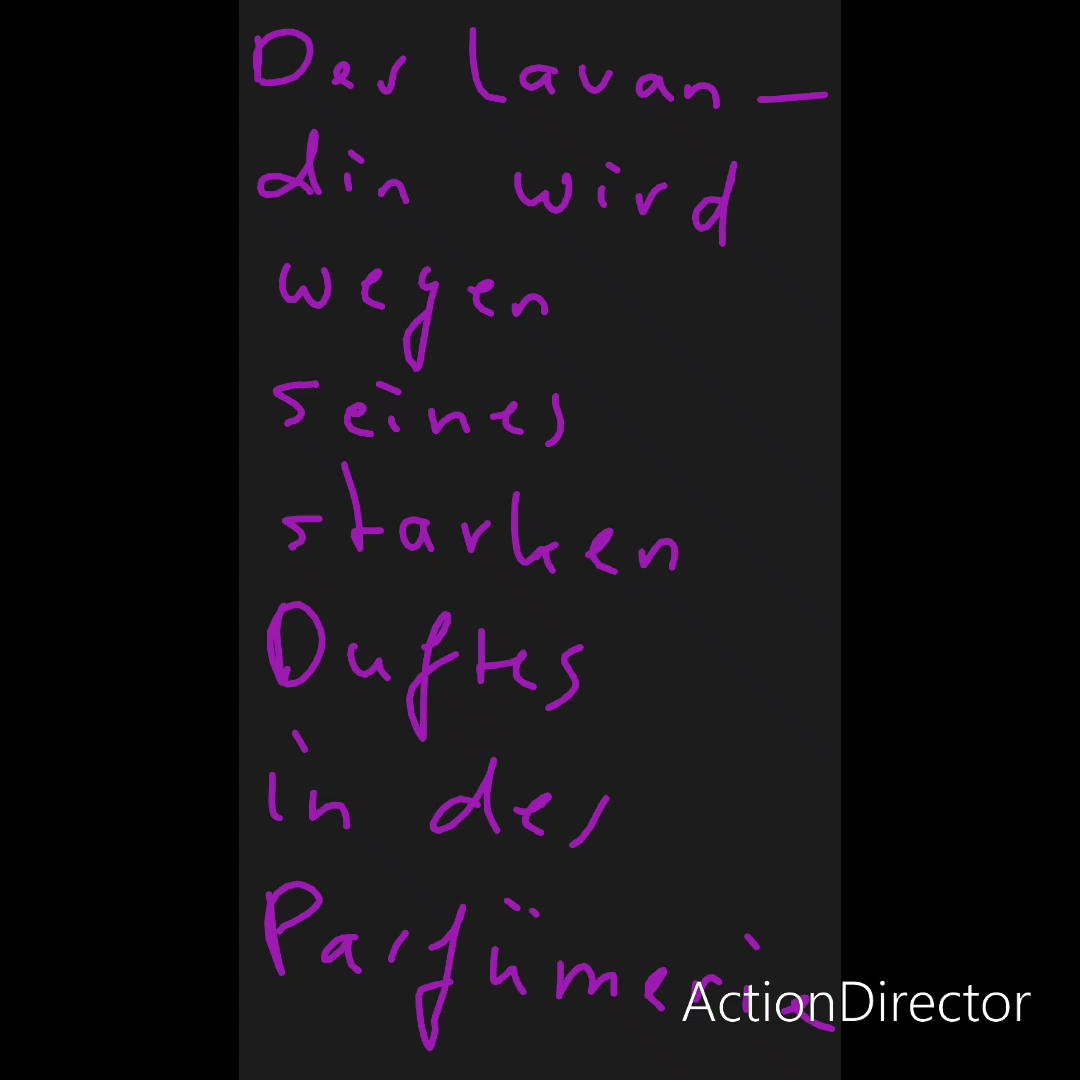 Der Lavan-
din wird
wegen
seines
starken
Duftes
in der
Parfümerie
ActionDirector